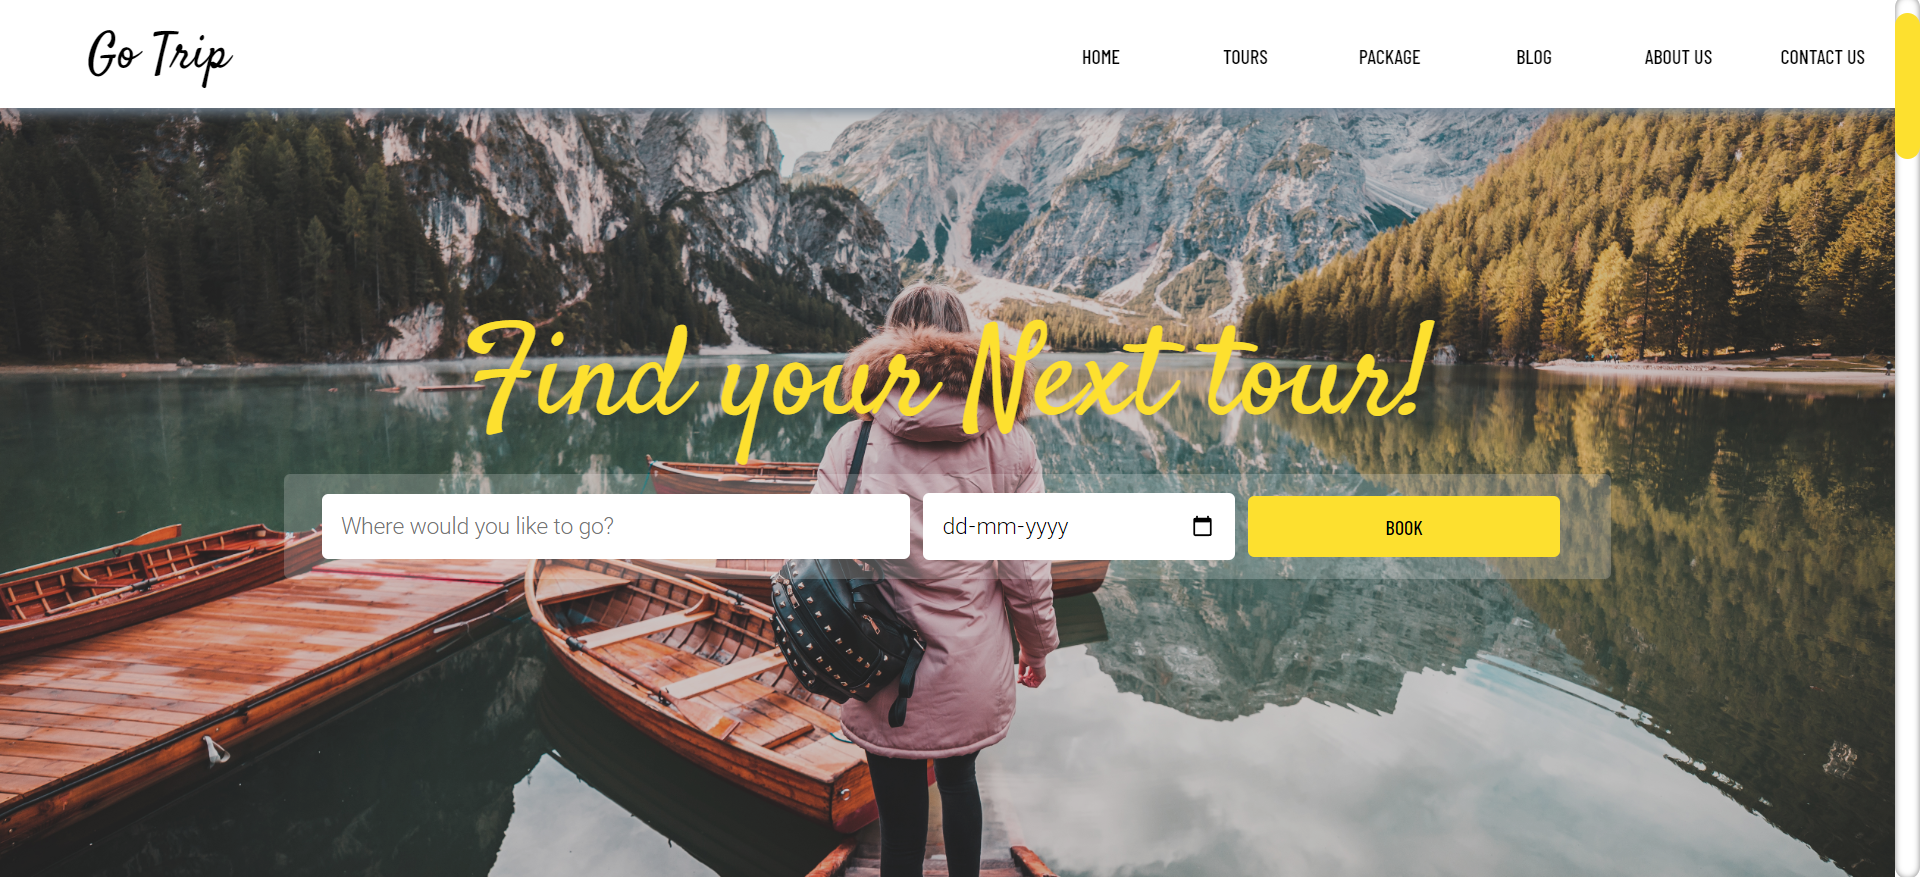 Go Trip
HOME TOURS PACKAGE BLOG ABOUT US CONTACT US
Find your Next tour!
Where would you like to go? dd-mm-yyyy BOOK